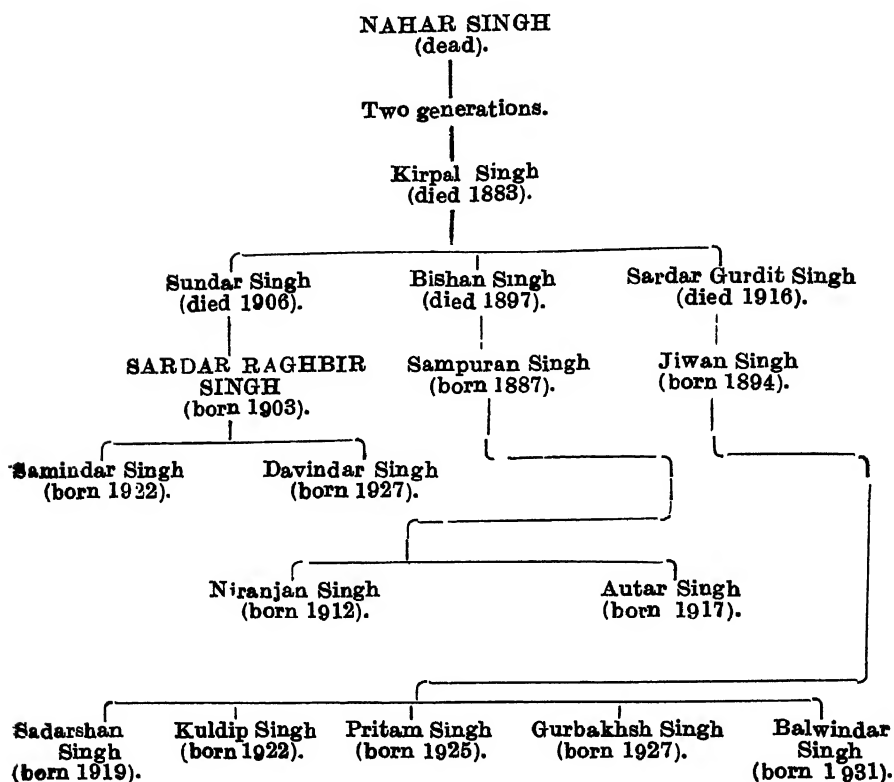 NAHAR SINGH
(dead).
Two generations.
Kirpal Singh
(died 1883).
Sundar Singh
(died 1906).
Bishan Singh
(died 1897).
Sardar Gurdit Singh
(died 1916).
SARDAR RAGHBIR
SINGH
(born 1903).
Sampuran Singh
(born 1887).
Jiwan Singh
(born 1894).
Samindar Singh
(born 1922).
Davindar Singh
(born 1927).
Niranjan Singh
(born 1912).
Autar Singh
(born 1917).
Sadarshan
Singh
(born 1919).
Kuldip Singh
(born 1922).
Pritam Singh
(born 1925).
Gurbakhsh Singh
(born 1927).
Balwindar
Singh
(born 1931).